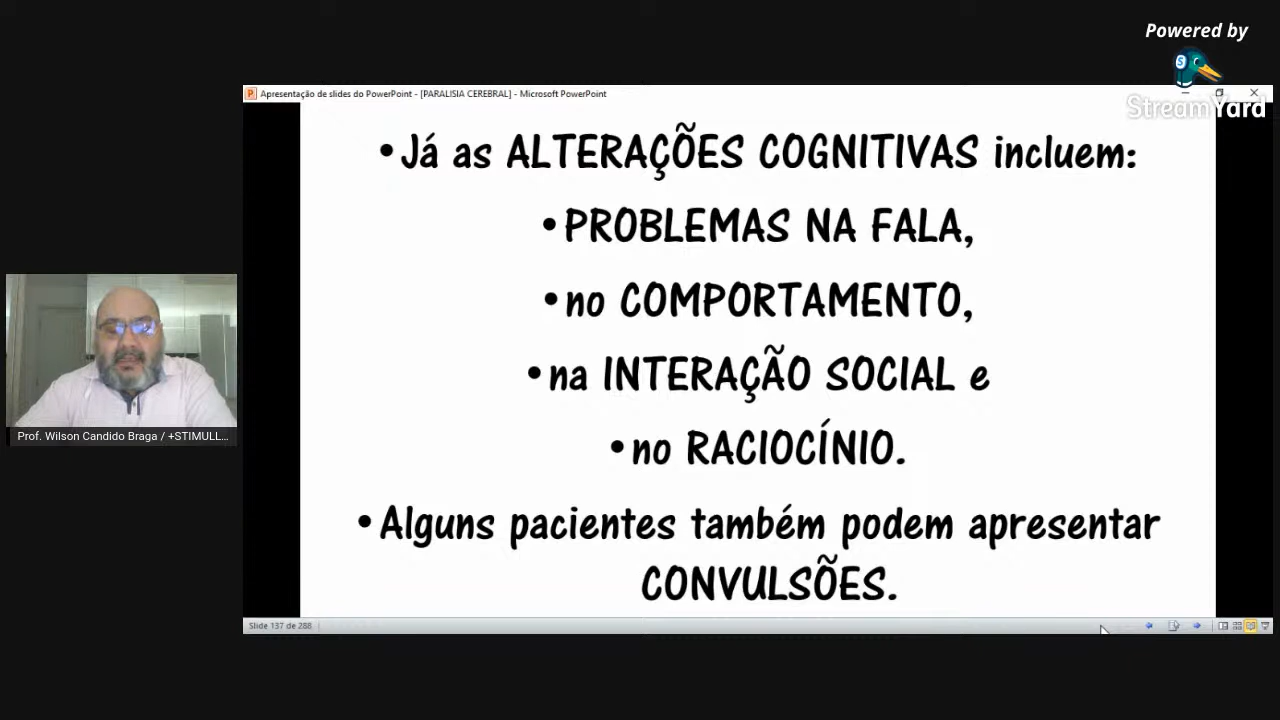 Powered by
StreamYard
Apresentação de slides do PowerPoint - [PARALISIA CEREBRAL] - Microsoft PowerPoint
•Já as ALTERAÇÕES COGNITIVAS incluem:
•PROBLEMAS NA FALA,
•no COMPORTAMENTO,
•na INTERAÇÃO SOCIAL e
•no RACIOCÍNIO.
•Alguns pacientes também podem apresentar
CONVULSÕES.
Prof. Wilson Candido Braga / +STIMULL...
Slide 137 de 288